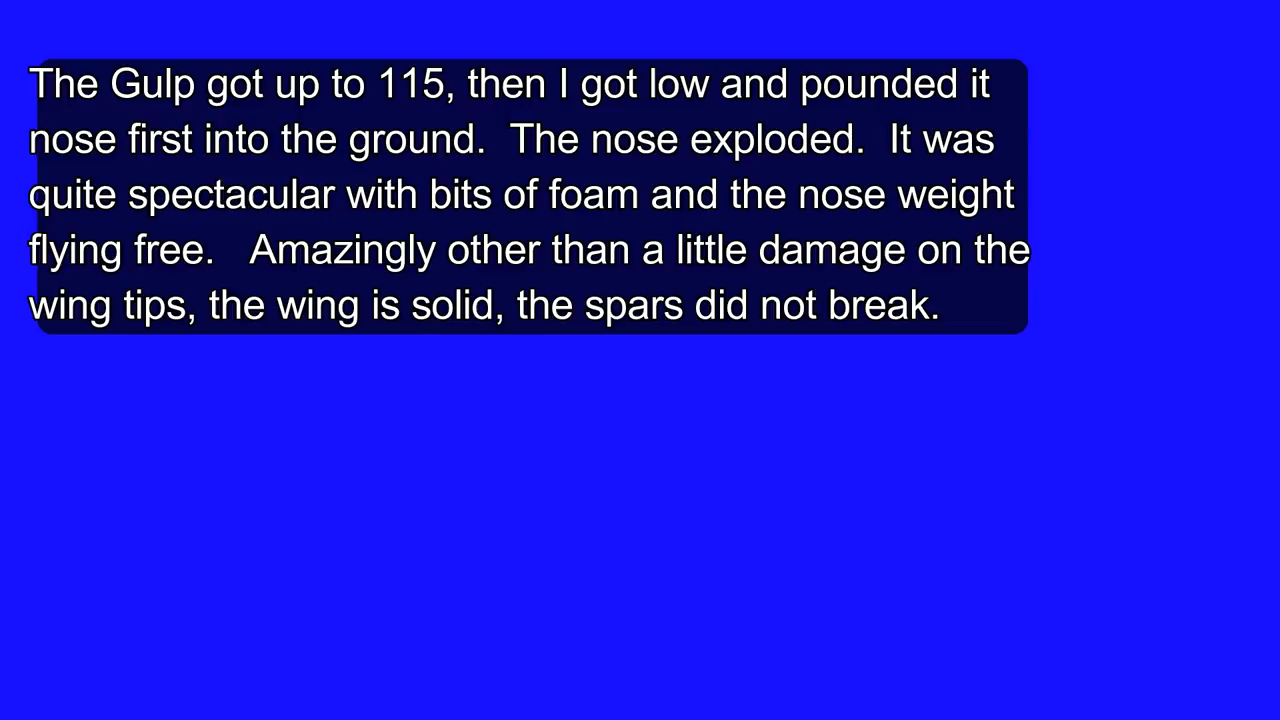 The Gulp got up to 115, then I got low and pounded it
nose first into the ground.  The nose exploded.  It was
quite spectacular with bits of foam and the nose weight
flying free.   Amazingly other than a little damage on the
wing tips, the wing is solid, the spars did not break.